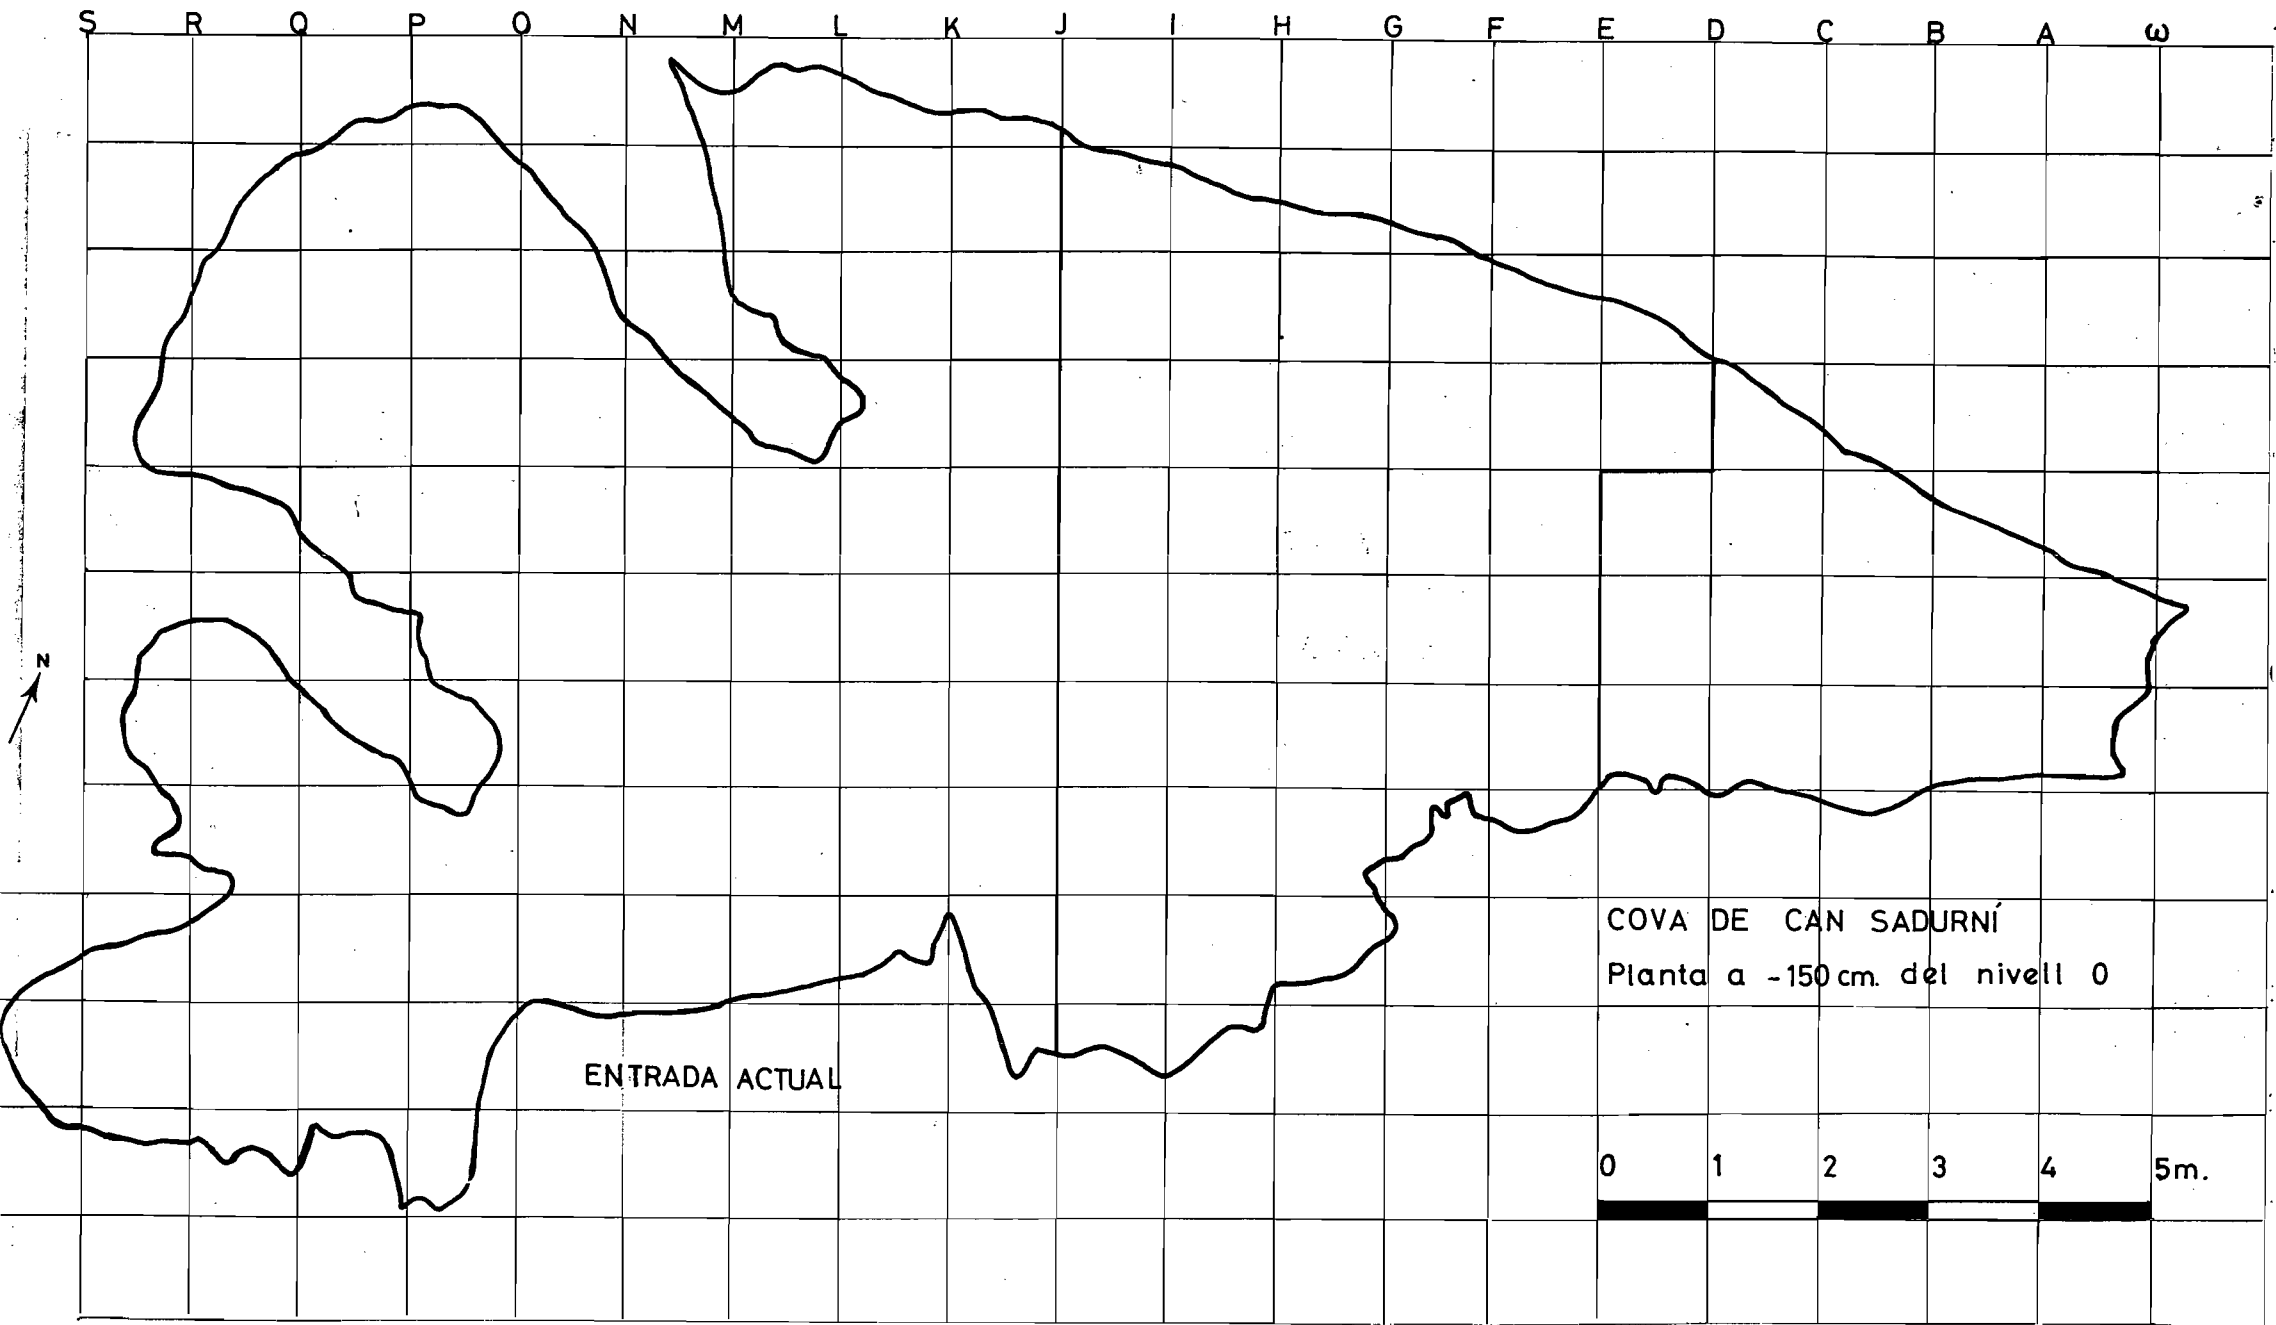 S R Q P O N M L K J I H G F E D C B A ω
N
COVA DE CAN SADURNÍ
Planta a -150 cm. del nivell 0
ENTRADA ACTUAL
0 1 2 3 4 5m.